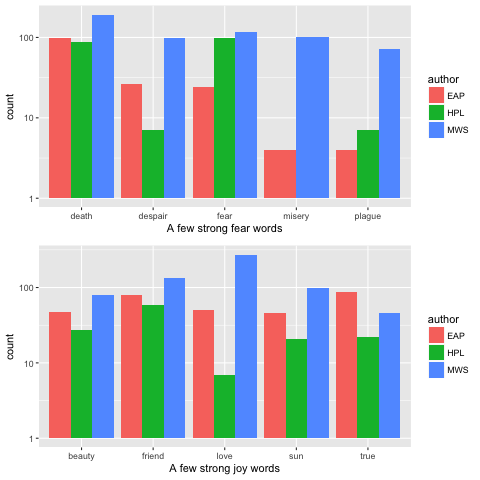 100
10
1
count
death despair fear misery plague
A few strong fear words
author
EAP
HPL
MWS
100
10
1
count
beauty friend love sun true
A few strong joy words
author
EAP
HPL
MWS